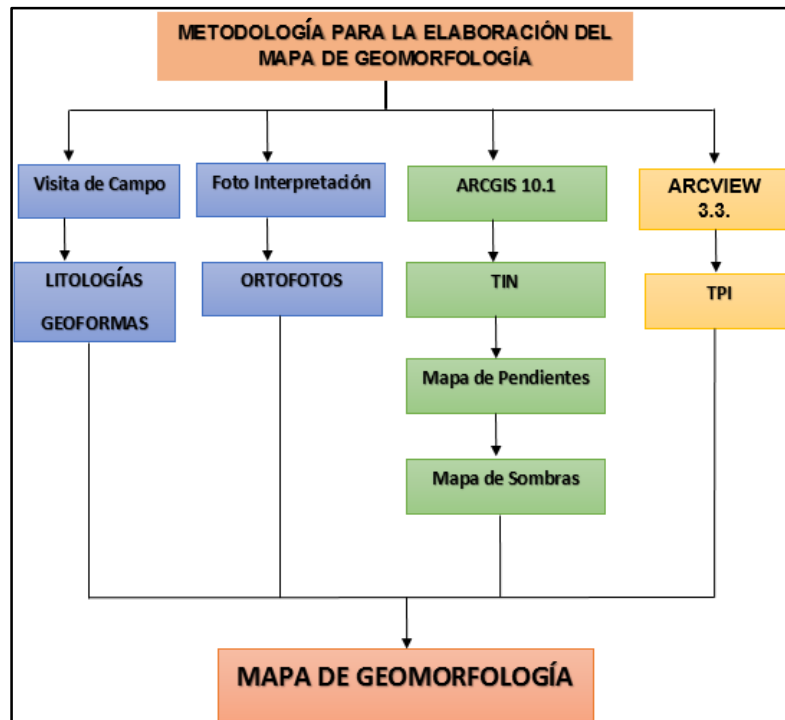 METODOLOGÍA PARA LA ELABORACIÓN DEL
MAPA DE GEOMORFOLOGÍA
Visita de Campo
Foto Interpretación
ARCGIS 10.1
ARCVIEW
3.3.
LITOLOGÍAS
GEOFORMAS
ORTOFOTOS
TIN
TPI
Mapa de Pendientes
Mapa de Sombras
MAPA DE GEOMORFOLOGÍA